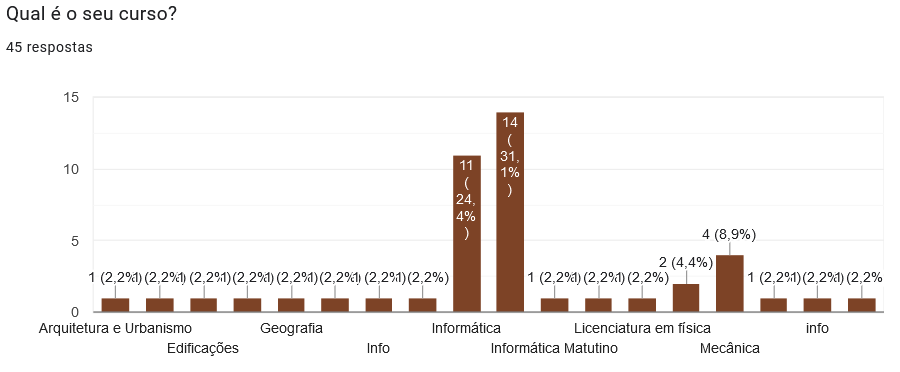 Qual é o seu curso?
45 respostas
15
10
5
0
1 (2,2%)
1 (2,2%)
1 (2,2%)
1 (2,2%)
1 (2,2%)
1 (2,2%)
1 (2,2%)
1 (2,2%)
11
(
24,
4%
)
14
(
31,
1%
)
1 (2,2%)
1 (2,2%)
1 (2,2%)
2 (4,4%)
4 (8,9%)
1 (2,2%)
1 (2,2%)
1 (2,2%
Arquitetura e Urbanismo
Edificações
Geografia
Info
Informática
Informática Matutino
Licenciatura em física
Mecânica
info